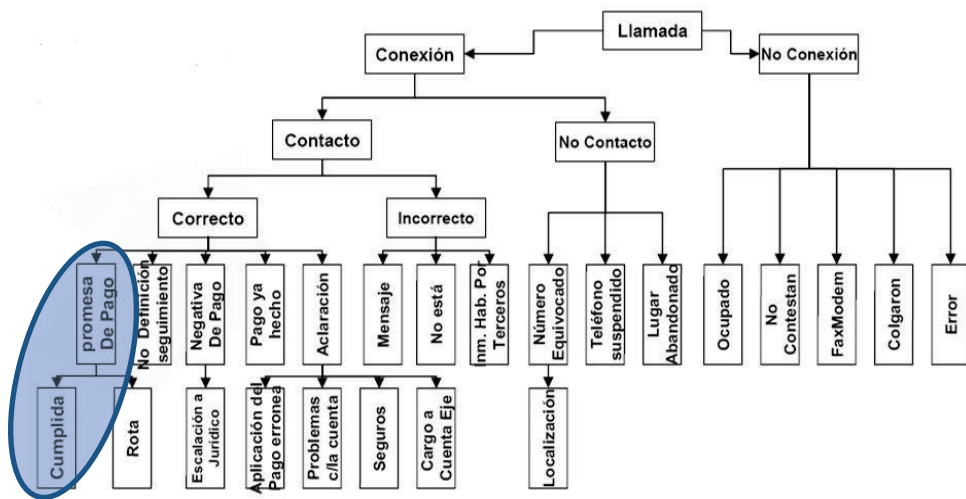 Llamada
Conexión
No Conexión
Contacto
No Contacto
Correcto
Incorrecto
promesa
De Pago
No Definición
seguimiento
Negativa
De Pago
Pago ya
hecho
Aclaración
Mensaje
No está
Inm. Hab. Por
Terceros
Número
Equivocado
Teléfono
suspendido
Lugar
Abandonado
Ocupado
No
Contestan
FaxModem
Colgaron
Error
Cumplida
Rota
Escalación a
Jurídico
Aplicación del
Pago erronea
Problemas
c/la cuenta
Seguros
Cargo a
Cuenta Eje
Localización